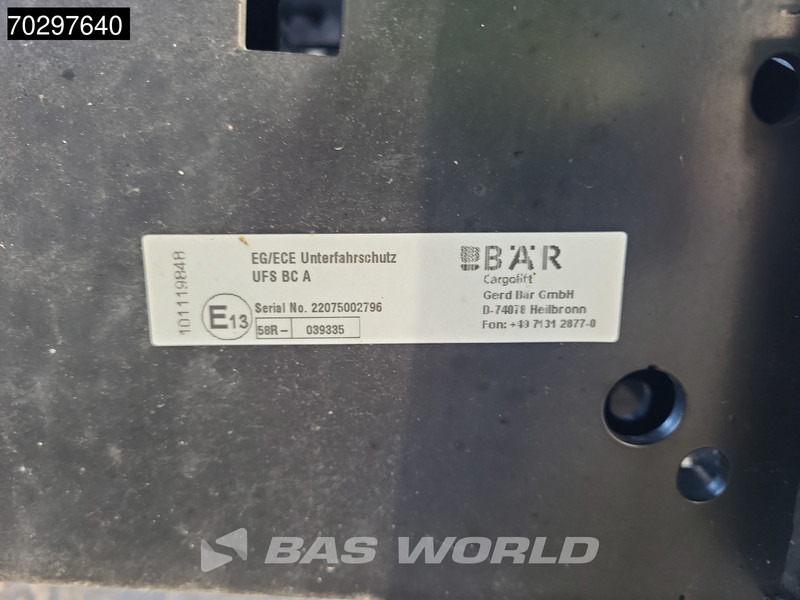 70297640
101119848
EG/ECE Unterfahrschutz
UFS BC A
E13
Serial No. 22075002796
58R- 039335
BÄR
Cargolift
Gerd Bär GmbH
D-74078 Heilbronn
Fon: +49 7131 2877-0
BAS WORLD